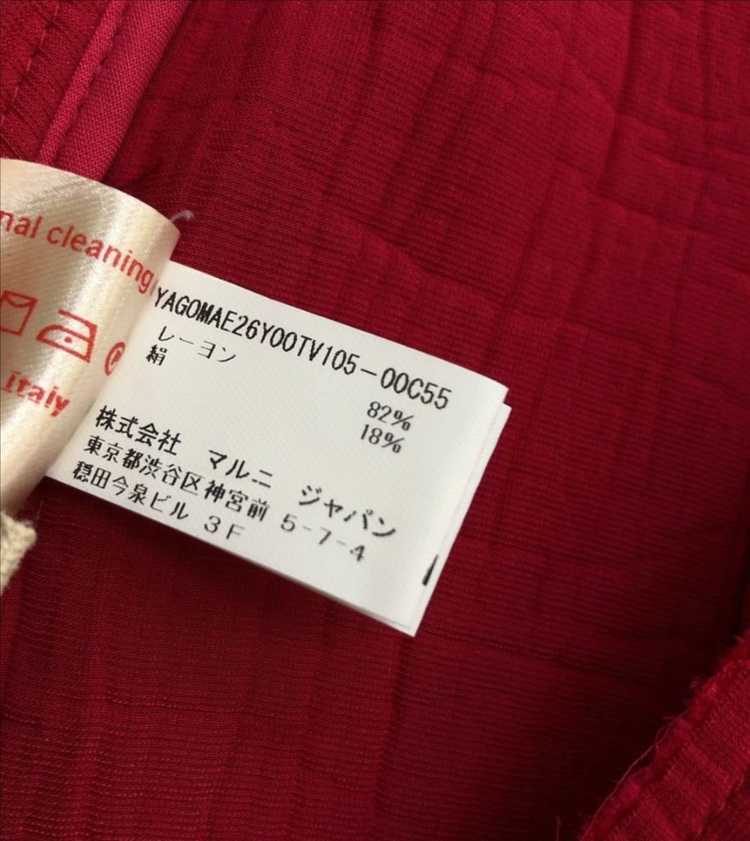 nal cleaning
italy
YAGOMAE26Y00TV105-00C55
レーヨン 82%
絹 18%
株式会社 マルニ ジャパン
東京都渋谷区神宮前 5-7-4
穏田今泉ビル 3F